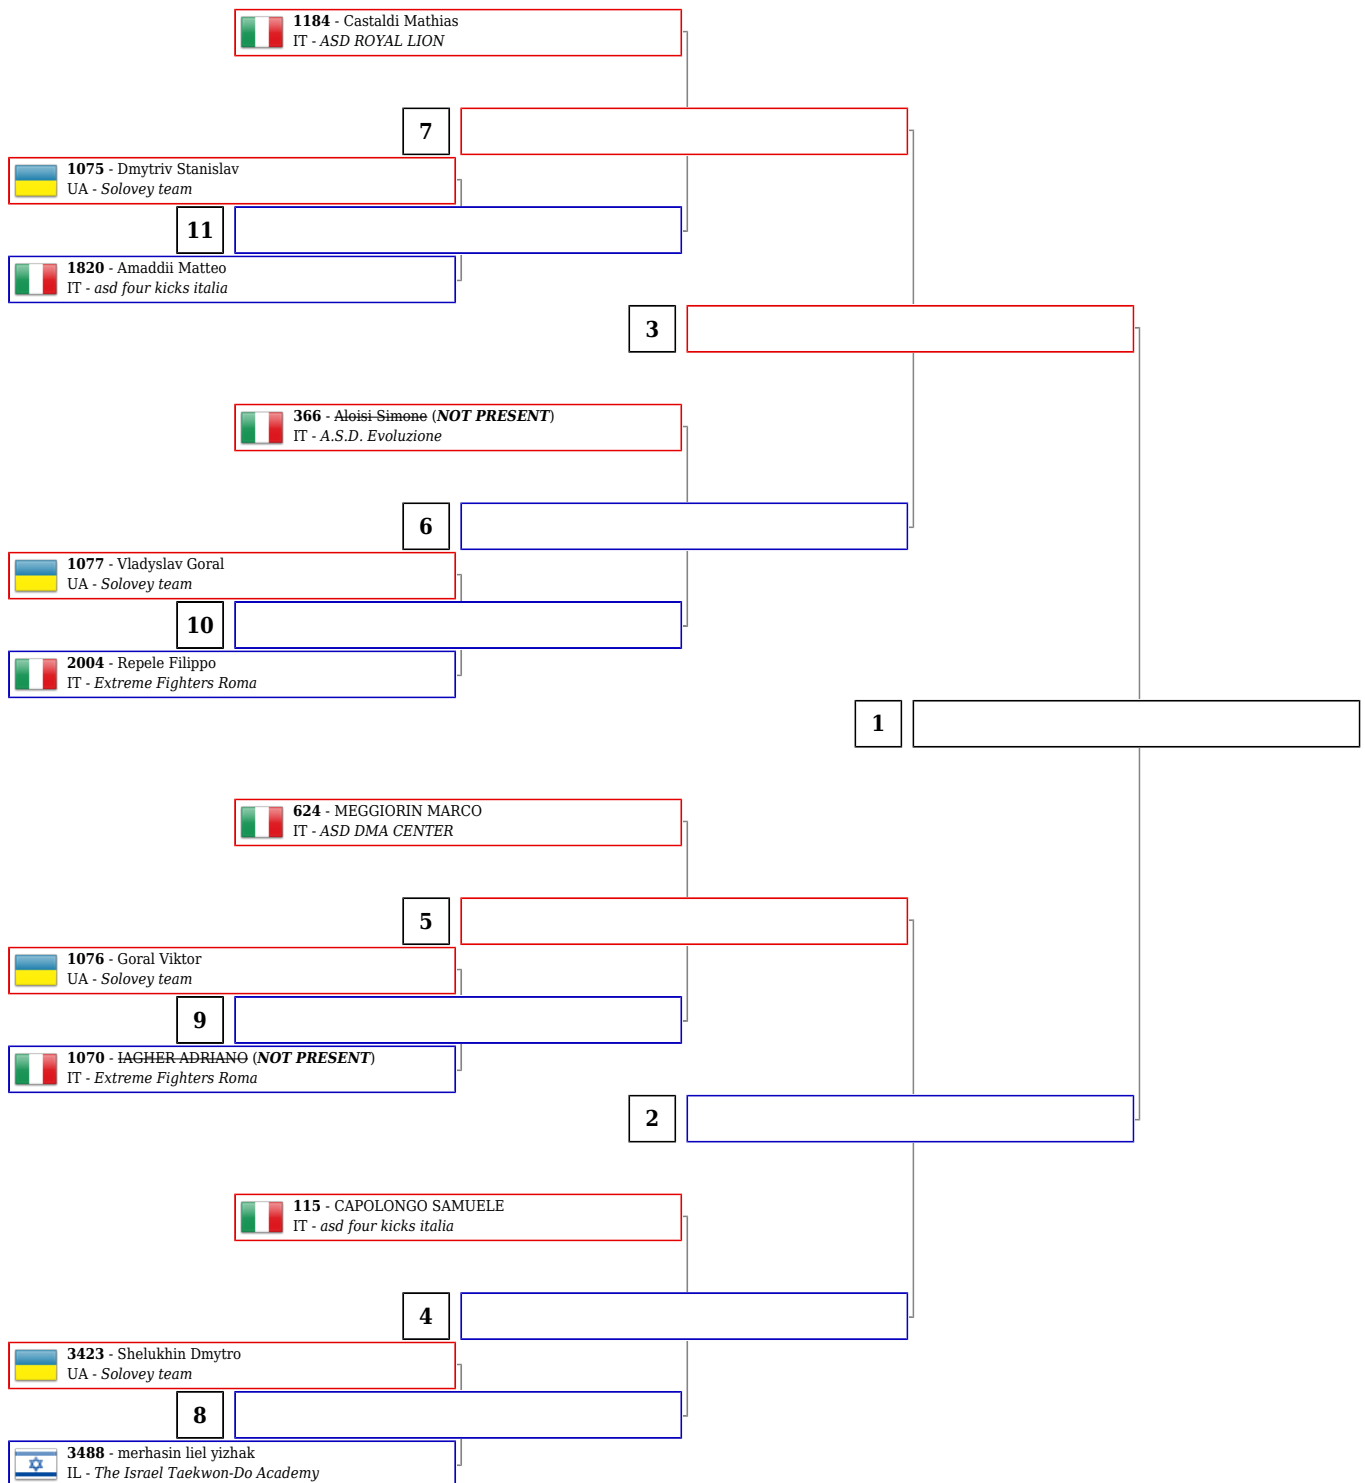 1184 - Castaldi Mathias
IT - ASD ROYAL LION
7
1075 - Dmytriv Stanislav
UA - Solovey team
11
1820 - Amaddii Matteo
IT - asd four kicks italia
3
366 - Aloisi Simone (NOT PRESENT)
IT - A.S.D. Evoluzione
6
1077 - Vladyslav Goral
UA - Solovey team
10
2004 - Repele Filippo
IT - Extreme Fighters Roma
1
624 - MEGGIORIN MARCO
IT - ASD DMA CENTER
5
1076 - Goral Viktor
UA - Solovey team
9
1070 - IAGHER ADRIANO (NOT PRESENT)
IT - Extreme Fighters Roma
2
115 - CAPOLONGO SAMUELE
IT - asd four kicks italia
4
3423 - Shelukhin Dmytro
UA - Solovey team
8
3488 - merhasin liel yizhak
IL - The Israel Taekwon-Do Academy